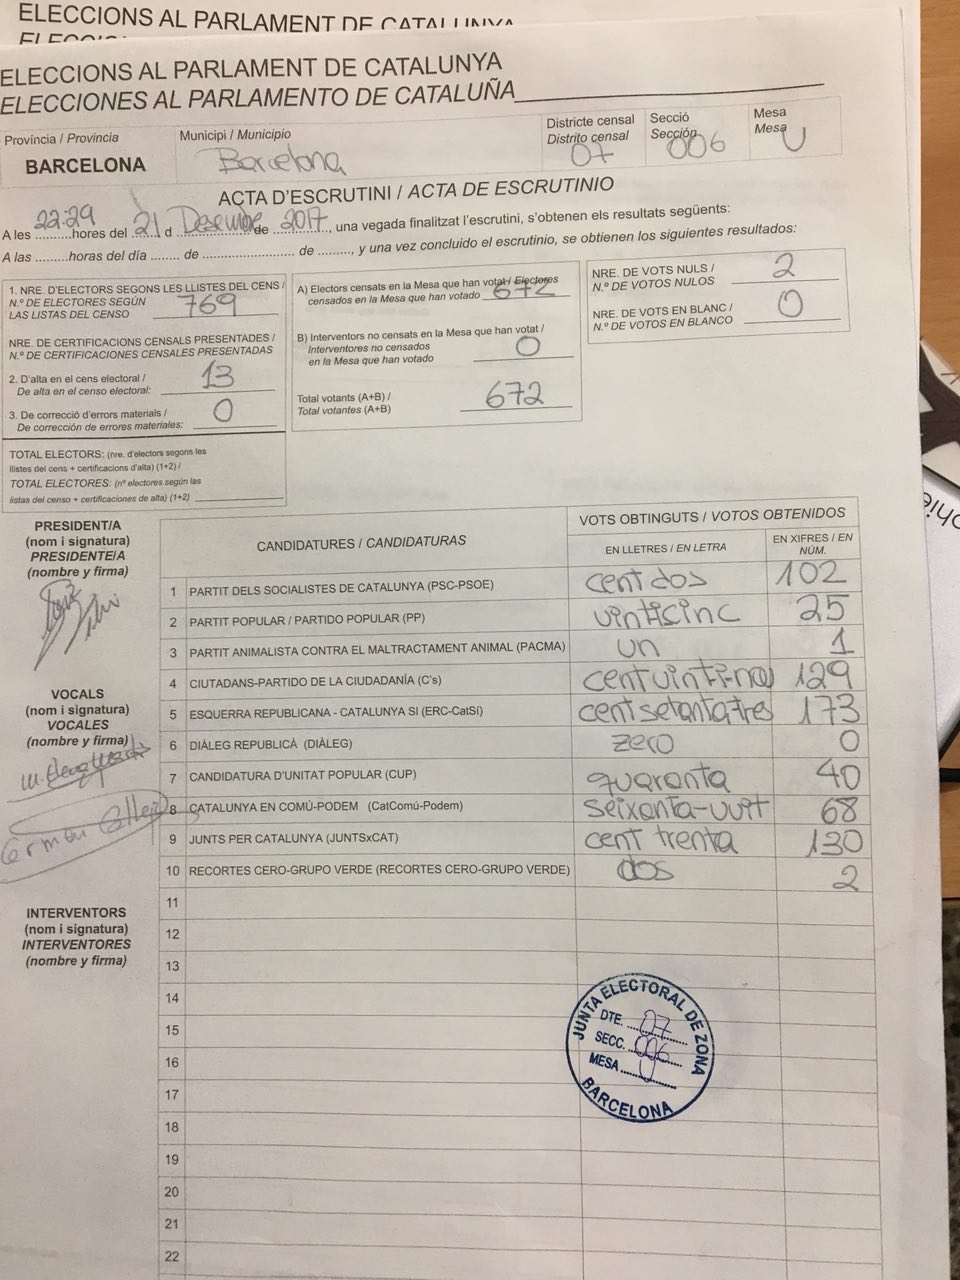 ELECCIONS AL PARLAMENT DE CATALUNYA
ELECCIONS AL PARLAMENT DE CATALUNYA
ELECCIONES AL PARLAMENTO DE CATALUÑA
Província / Provincia
BARCELONA
Municipi / Municipio
Barcelona
Districte censal
Distrito censal
07
Secció
Sección
006
Mesa
Mesa
U
ACTA D'ESCRUTINI / ACTA DE ESCRUTINIO
A les 22:29 hores del 21 d Desembre de 2017, una vegada finalitzat l'escrutini, s'obtenen els resultats següents:
A las .........horas del día ........ de ........................ de ........., y una vez concluido el escrutinio, se obtienen los siguientes resultados:
1. NRE. D'ELECTORS SEGONS LES LLISTES DEL CENS /
N.º DE ELECTORES SEGÚN
LAS LISTAS DEL CENSO 769
NRE. DE CERTIFICACIONS CENSALS PRESENTADES /
N.º DE CERTIFICACIONES CENSALES PRESENTADAS
2. D'alta en el cens electoral /
De alta en el censo electoral: 13
3. De correcció d'errors materials /
De corrección de errores materiales: 0
TOTAL ELECTORS: (nre. d'electors segons les
llistes del cens + certificacions d'alta) (1+2) /
TOTAL ELECTORES: (nº electores según las
listas del censo + certificaciones de alta) (1+2)
A) Electors censats en la Mesa que han votat / Electores
censados en la Mesa que han votado 672
B) Interventors no censats en la Mesa que han votat /
Interventores no censados
en la Mesa que han votado 0
Total votants (A+B) /
Total votantes (A+B) 672
NRE. DE VOTS NULS /
N.º DE VOTOS NULOS 2
NRE. DE VOTS EN BLANC /
N.º DE VOTOS EN BLANCO 0
PRESIDENT/A
(nom i signatura)
PRESIDENTE/A
(nombre y firma)
VOCALS
(nom i signatura)
VOCALES
(nombre y firma)
INTERVENTORS
(nom i signatura)
INTERVENTORES
(nombre y firma)
CANDIDATURES / CANDIDATURAS
VOTS OBTINGUTS / VOTOS OBTENIDOS
EN LLETRES / EN LETRA
EN XIFRES / EN NÚM.
1 PARTIT DELS SOCIALISTES DE CATALUNYA (PSC-PSOE) cent dos 102
2 PARTIT POPULAR / PARTIDO POPULAR (PP) vinticinc 25
3 PARTIT ANIMALISTA CONTRA EL MALTRACTAMENT ANIMAL (PACMA) un 1
4 CIUTADANS-PARTIDO DE LA CIUDADANÍA (C's) cent vint-i-nou 129
5 ESQUERRA REPUBLICANA - CATALUNYA SI (ERC-CatSí) cent setanta tres 173
6 DIÀLEG REPUBLICÀ (DIÀLEG) zero 0
7 CANDIDATURA D'UNITAT POPULAR (CUP) quaranta 40
8 CATALUNYA EN COMÚ-PODEM (CatComú-Podem) seixanta-vuit 68
9 JUNTS PER CATALUNYA (JUNTSxCAT) cent trenta 130
10 RECORTES CERO-GRUPO VERDE (RECORTES CERO-GRUPO VERDE) dos 2
11
12
13
14
15
16
17
18
19
20
21
22
JUNTA ELECTORAL DE ZONA
DTE. 07
SECC. 006
MESA U
BARCELONA